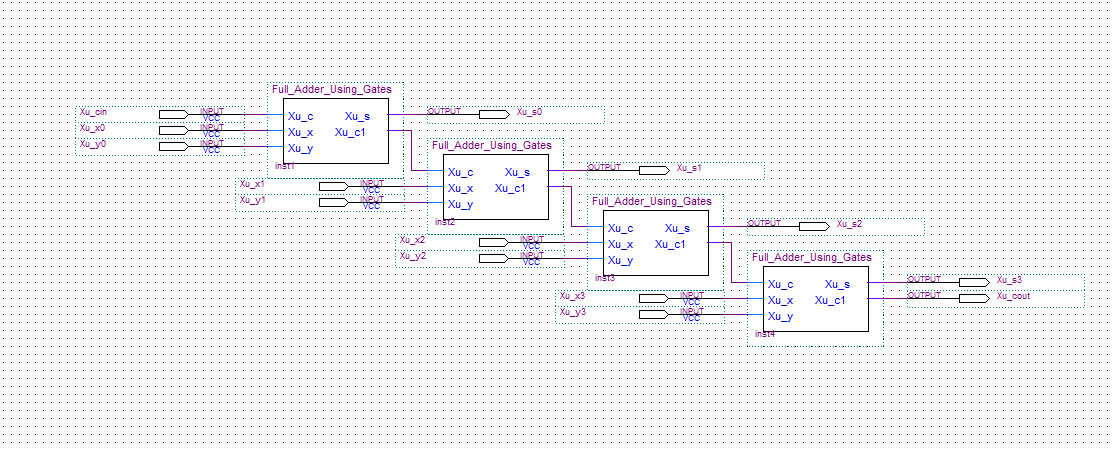 Full_Adder_Using_Gates
Xu_cin INPUT VCC Xu_c Xu_s OUTPUT Xu_s0
Xu_x0 INPUT VCC Xu_x Xu_c1
Xu_y0 INPUT VCC Xu_y
inst1
Full_Adder_Using_Gates
Xu_c Xu_s OUTPUT Xu_s1
Xu_x1 INPUT VCC Xu_x Xu_c1
Xu_y1 INPUT VCC Xu_y
inst2
Full_Adder_Using_Gates
Xu_c Xu_s OUTPUT Xu_s2
Xu_x2 INPUT VCC Xu_x Xu_c1
Xu_y2 INPUT VCC Xu_y
inst3
Full_Adder_Using_Gates
Xu_c Xu_s OUTPUT Xu_s3
Xu_x3 INPUT VCC Xu_x Xu_c1 OUTPUT Xu_cout
Xu_y3 INPUT VCC Xu_y
inst4